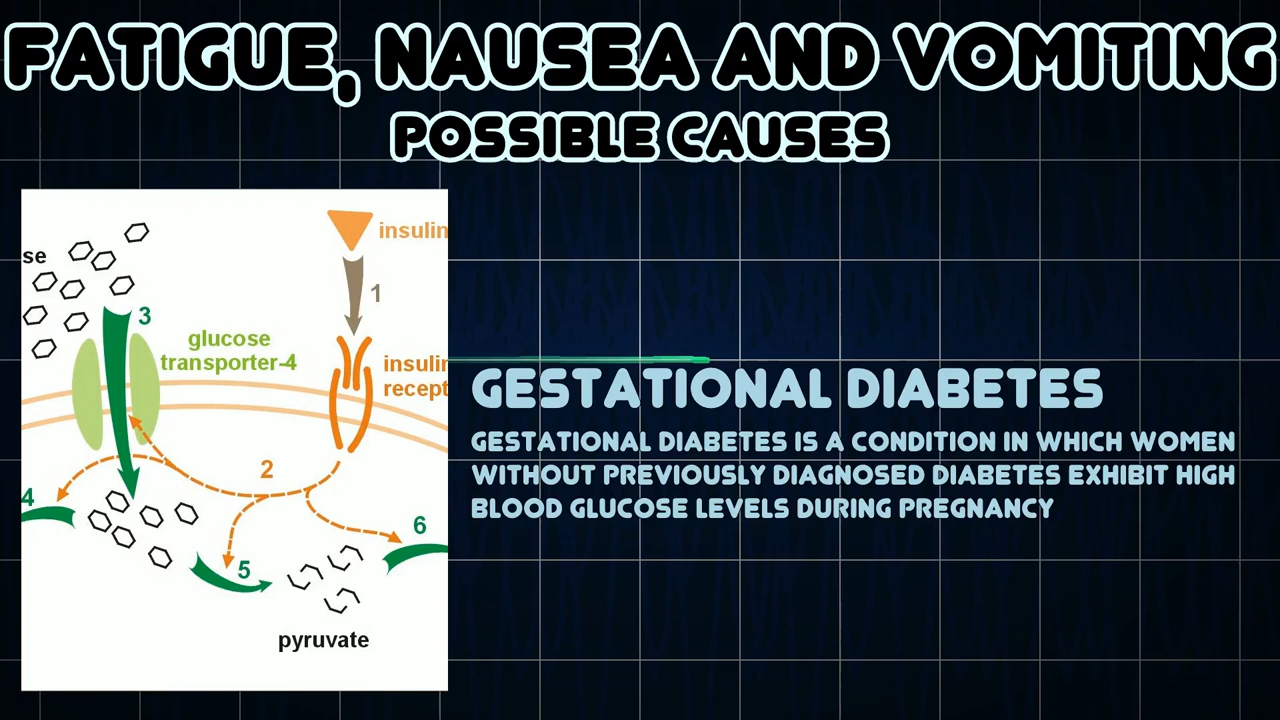 FATIGUE, NAUSEA AND VOMITING
POSSIBLE CAUSES
insulin
se
1
3
glucose
transporter-4
insulin
recept
2
4
6
5
pyruvate
GESTATIONAL DIABETES
GESTATIONAL DIABETES IS A CONDITION IN WHICH WOMEN
WITHOUT PREVIOUSLY DIAGNOSED DIABETES EXHIBIT HIGH
BLOOD GLUCOSE LEVELS DURING PREGNANCY